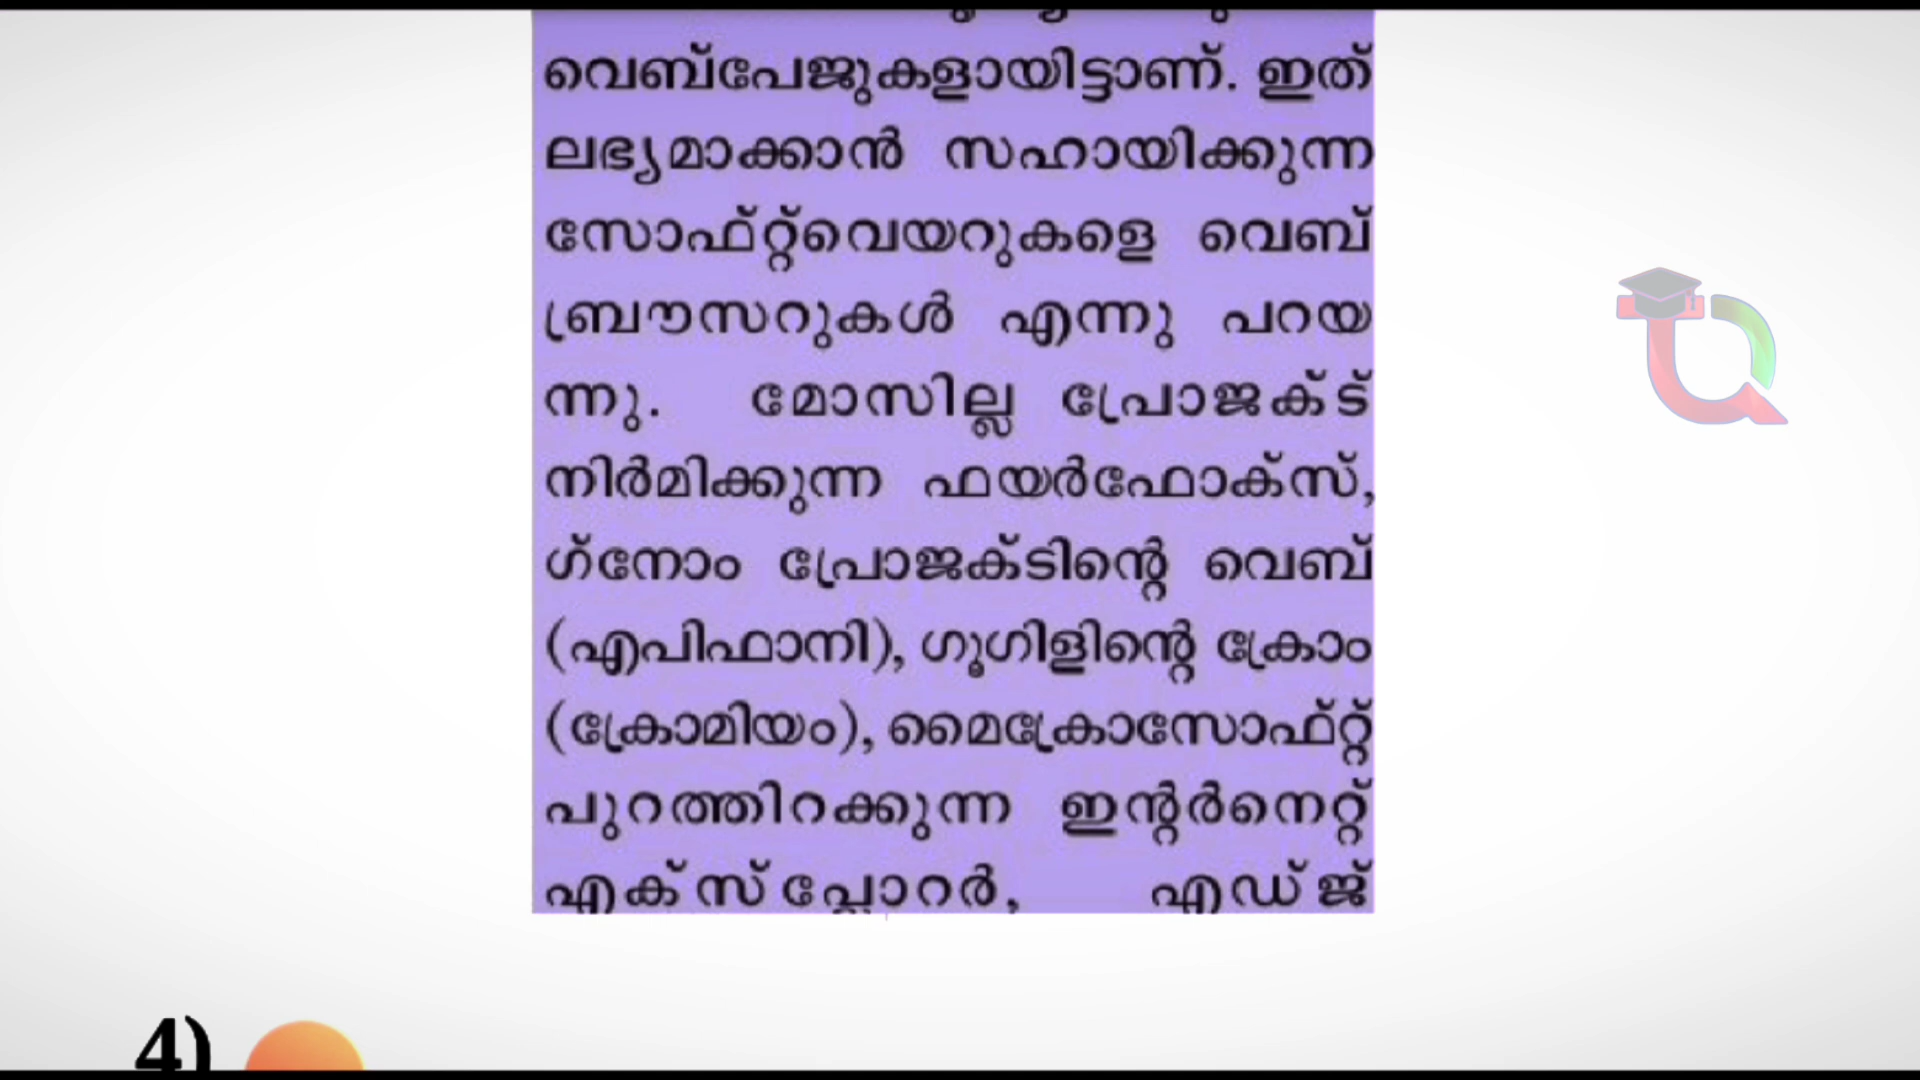 വെബ്പേജുകളായിട്ടാണ്. ഇത്
ലഭ്യമാക്കാൻ സഹായിക്കുന്ന
സോഫ്റ്റ്‌വെയറുകളെ വെബ്
ബ്രൗസറുകൾ എന്നു പറയ
ന്നു. മോസില്ല പ്രോജക്ട്
നിർമിക്കുന്ന ഫയർഫോക്സ്,
ഗ്നോം പ്രോജക്ടിന്റെ വെബ്
(എപിഫാനി), ഗൂഗിളിന്റെ ക്രോം
(ക്രോമിയം), മൈക്രോസോഫ്റ്റ്
പുറത്തിറക്കുന്ന ഇന്റർനെറ്റ്
എക്സ്പ്ലോറർ, എഡ്ജ്
4)